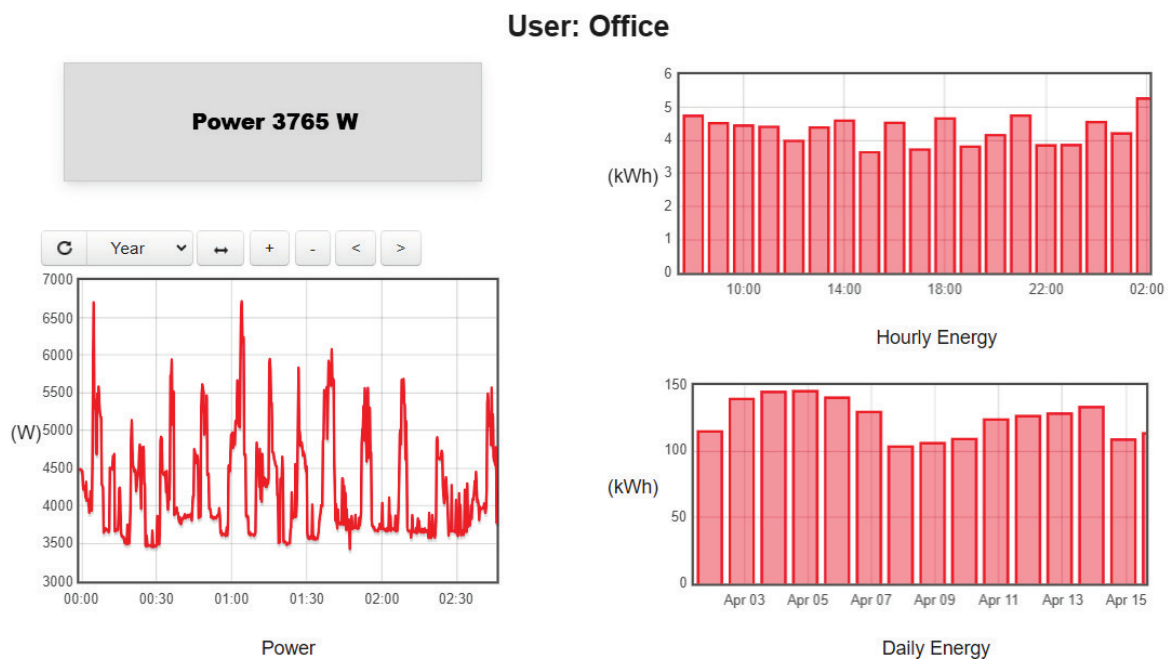 User: Office
Power 3765 W
Year
+
-
<
>
(W)
7000
6500
6000
5500
5000
4500
4000
3500
3000
00:00 00:30 01:00 01:30 02:00 02:30
Power
(kWh)
6
5
4
3
2
1
0
10:00 14:00 18:00 22:00 02:00
Hourly Energy
(kWh)
150
100
50
0
Apr 03 Apr 05 Apr 07 Apr 09 Apr 11 Apr 13 Apr 15
Daily Energy